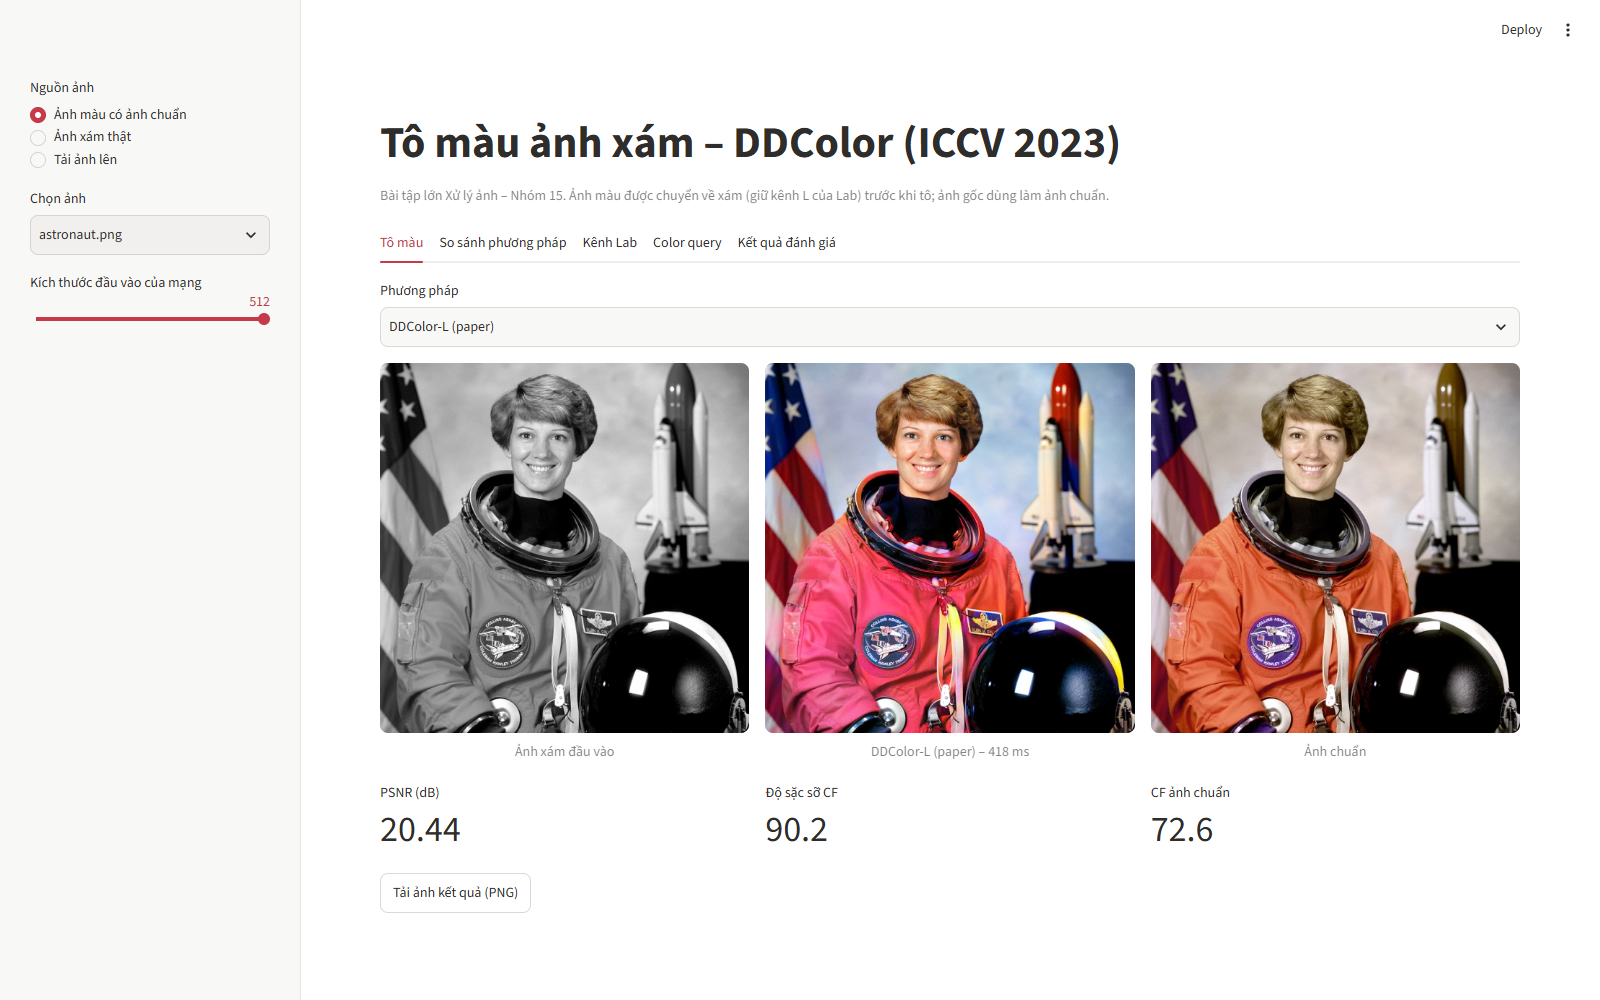 Deploy
Nguồn ảnh
Ảnh màu có ảnh chuẩn
Ảnh xám thật
Tải ảnh lên
Chọn ảnh
astronaut.png
Kích thước đầu vào của mạng
512
Tô màu ảnh xám – DDColor (ICCV 2023)
Bài tập lớn Xử lý ảnh – Nhóm 15. Ảnh màu được chuyển về xám (giữ kênh L của Lab) trước khi tô; ảnh gốc dùng làm ảnh chuẩn.
Tô màu So sánh phương pháp Kênh Lab Color query Kết quả đánh giá
Phương pháp
DDColor-L (paper)
Ảnh xám đầu vào
DDColor-L (paper) – 418 ms
Ảnh chuẩn
PSNR (dB)
20.44
Độ sặc sỡ CF
90.2
CF ảnh chuẩn
72.6
Tải ảnh kết quả (PNG)